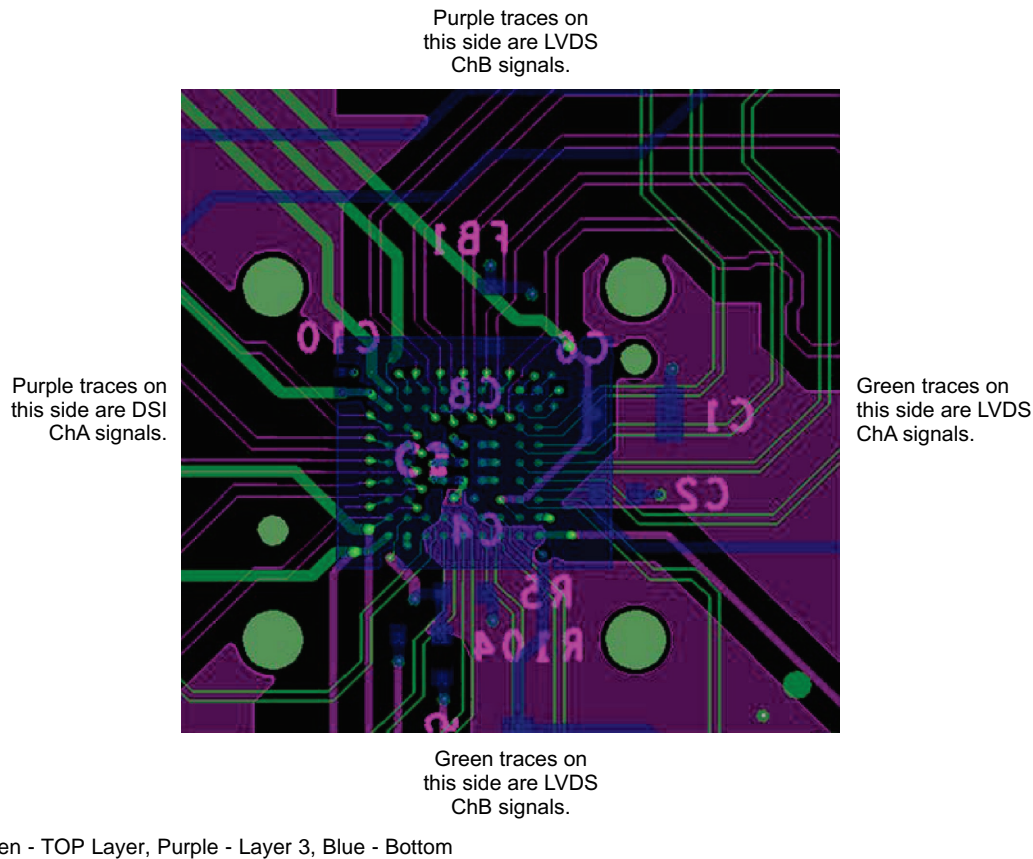 Purple traces on
this side are LVDS
ChB signals.
FB1
C10
C8
Purple traces on
this side are DSI
ChA signals.
C1
Green traces on
this side are LVDS
ChA signals.
C2
C4
R5
R104
Green traces on
this side are LVDS
ChB signals.
en - TOP Layer, Purple - Layer 3, Blue - Bottom